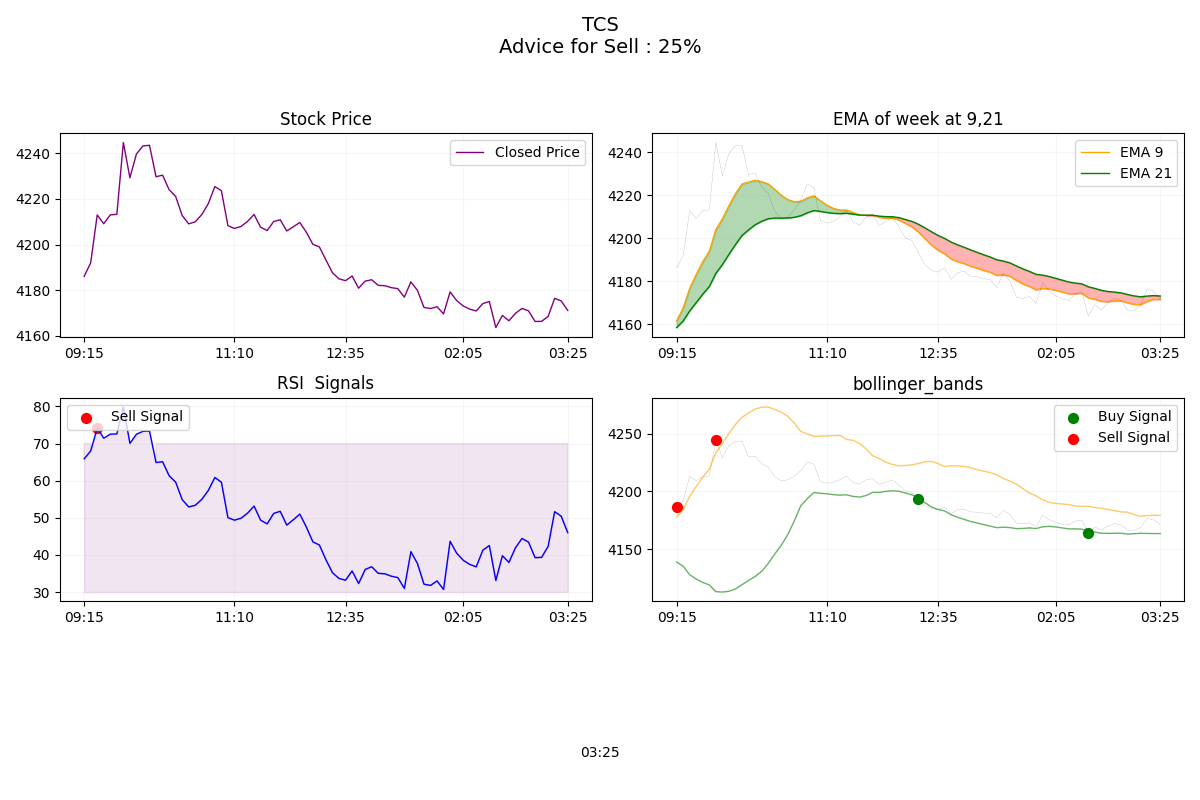 TCS
Advice for Sell : 25%
Stock Price
Closed Price
4240
4220
4200
4180
4160
09:15 11:10 12:35 02:05 03:25
EMA of week at 9,21
EMA 9
EMA 21
4240
4220
4200
4180
4160
09:15 11:10 12:35 02:05 03:25
RSI  Signals
Sell Signal
80
70
60
50
40
30
09:15 11:10 12:35 02:05 03:25
bollinger_bands
Buy Signal
Sell Signal
4250
4200
4150
09:15 11:10 12:35 02:05 03:25
03:25